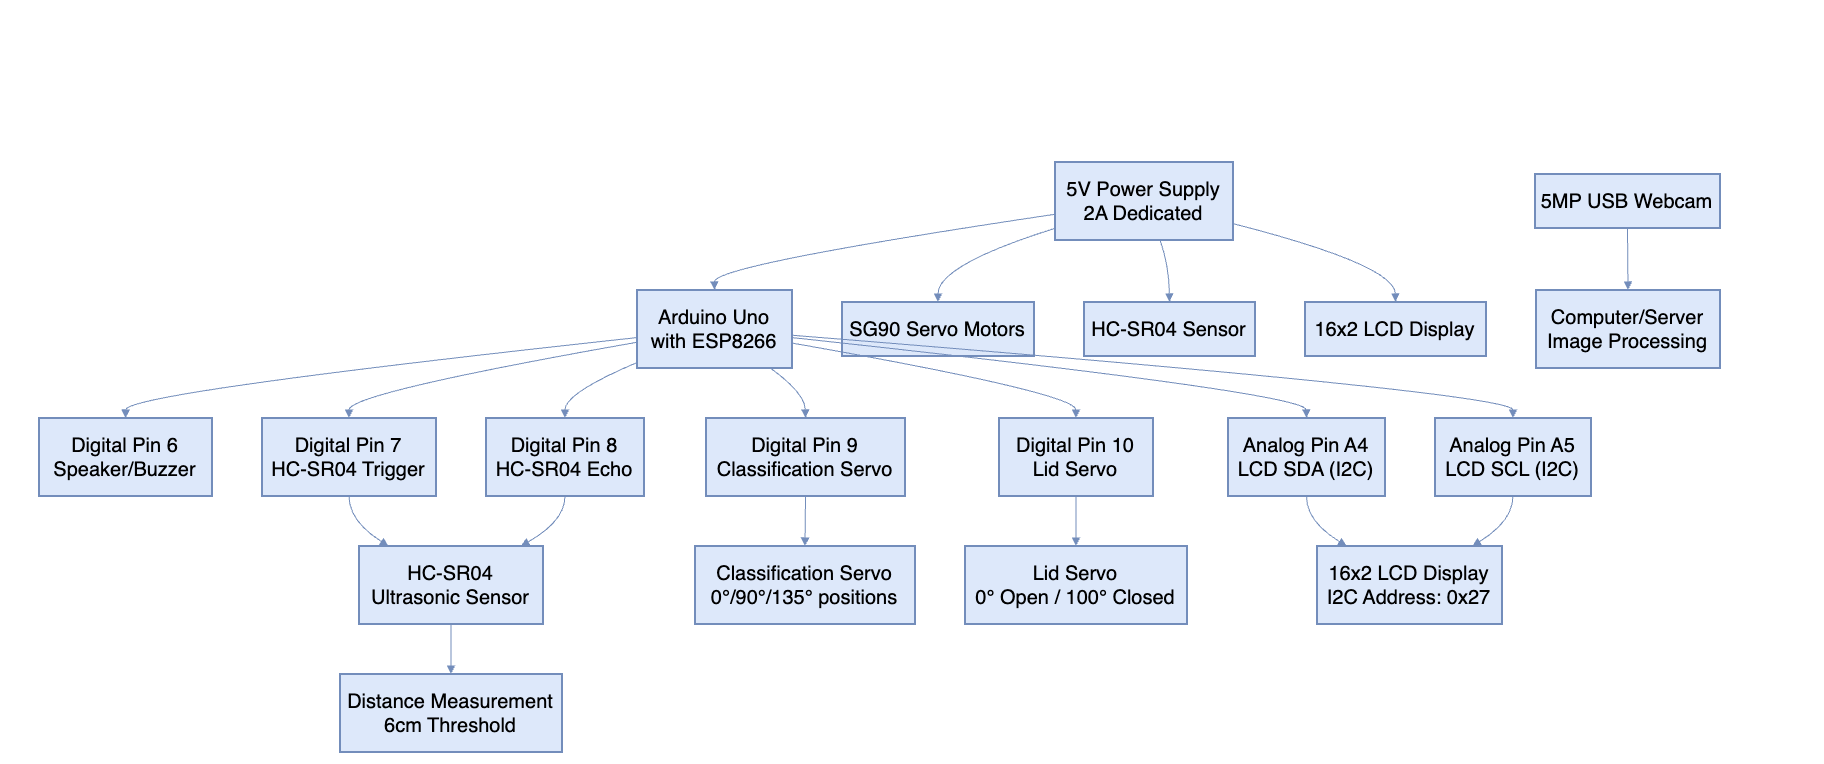 5V Power Supply
2A Dedicated
5MP USB Webcam
Arduino Uno
with ESP8266
SG90 Servo Motors
HC-SR04 Sensor
16x2 LCD Display
Computer/Server
Image Processing
Digital Pin 6
Speaker/Buzzer
Digital Pin 7
HC-SR04 Trigger
Digital Pin 8
HC-SR04 Echo
Digital Pin 9
Classification Servo
Digital Pin 10
Lid Servo
Analog Pin A4
LCD SDA (I2C)
Analog Pin A5
LCD SCL (I2C)
HC-SR04
Ultrasonic Sensor
Classification Servo
0°/90°/135° positions
Lid Servo
0° Open / 100° Closed
16x2 LCD Display
I2C Address: 0x27
Distance Measurement
6cm Threshold